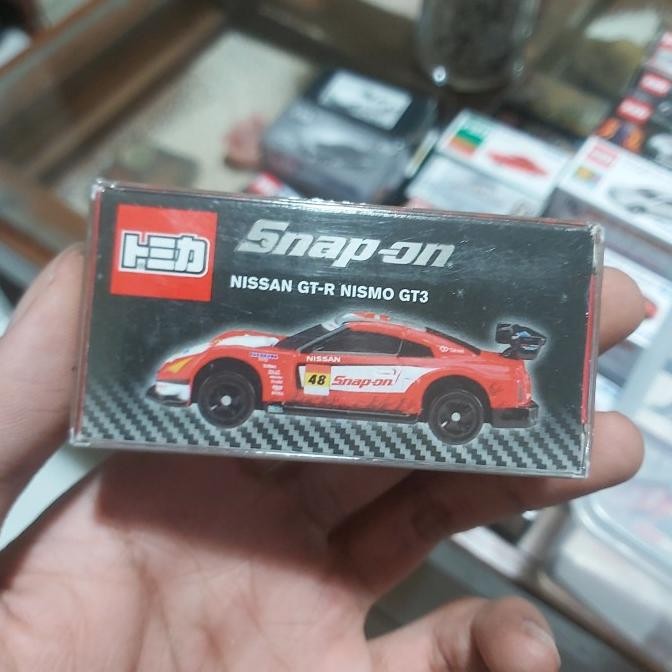 トミカ
Snap-on
NISSAN GT-R NISMO GT3
NISSAN
48
Snap-on